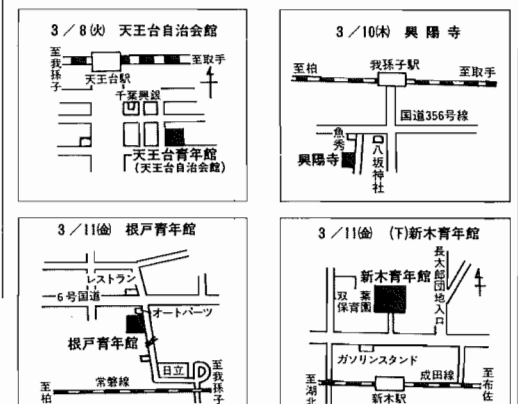 3／8㈫ 天王台自治会館
至我孫子
至取手
天王台駅
千葉興銀
天王台青年館
(天王台自治会館)
3／10㈭ 興陽寺
至柏
我孫子駅
至取手
国道356号線
魚秀
八坂神社
興陽寺
3／11㈮ 根戸青年館
レストラン
6号国道
オートパーツ
根戸青年館
日立
至我孫子
常磐線
至柏
3／11㈮ (下)新木青年館
長太郎団地入口
新木青年館
双葉
保育園
ガソリンスタンド
成田線
至湖北
新木駅
至布佐